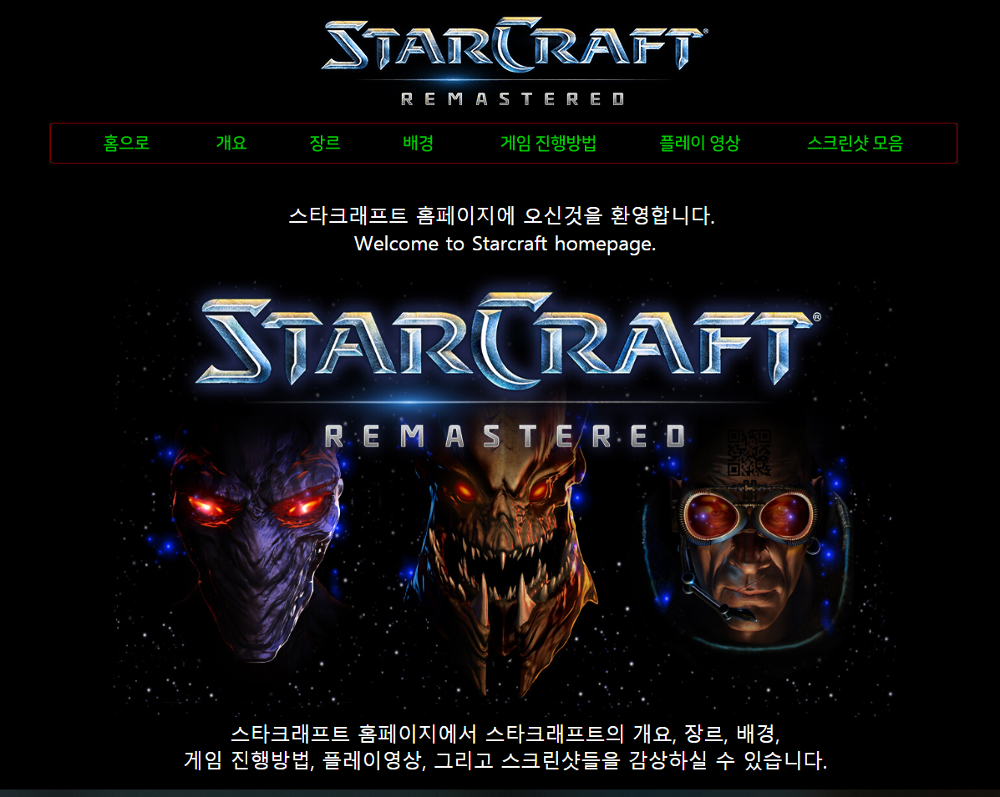 STARCRAFT®
REMASTERED
홈으로 개요 장르 배경 게임 진행방법 플레이 영상 스크린샷 모음
스타크래프트 홈페이지에 오신것을 환영합니다.
Welcome to Starcraft homepage.
STARCRAFT®
REMASTERED
스타크래프트 홈페이지에서 스타크래프트의 개요, 장르, 배경,
게임 진행방법, 플레이영상, 그리고 스크린샷들을 감상하실 수 있습니다.